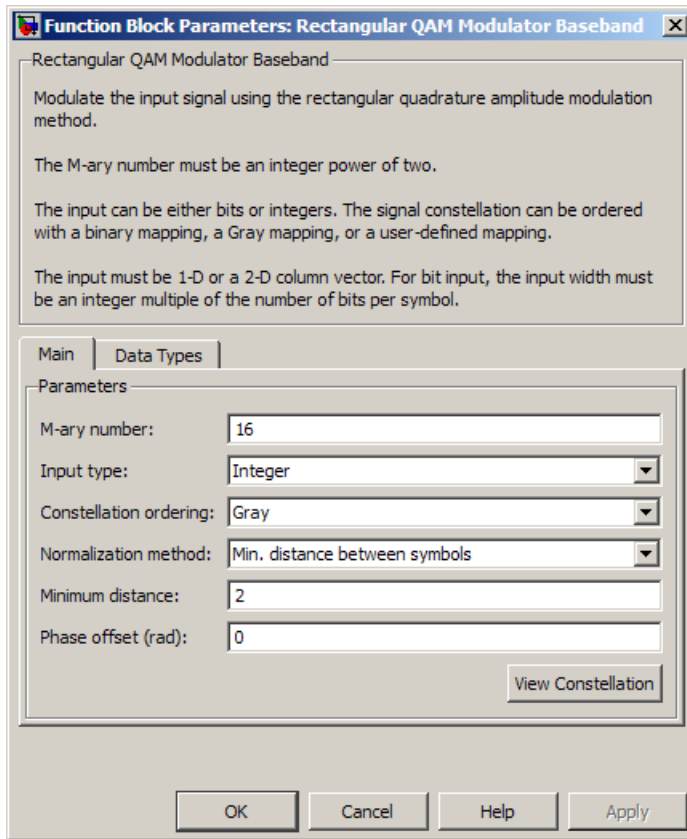 Function Block Parameters: Rectangular QAM Modulator Baseband
Rectangular QAM Modulator Baseband
Modulate the input signal using the rectangular quadrature amplitude modulation
method.
The M-ary number must be an integer power of two.
The input can be either bits or integers. The signal constellation can be ordered
with a binary mapping, a Gray mapping, or a user-defined mapping.
The input must be 1-D or a 2-D column vector. For bit input, the input width must
be an integer multiple of the number of bits per symbol.
Main Data Types
Parameters
M-ary number: 16
Input type: Integer
Constellation ordering: Gray
Normalization method: Min. distance between symbols
Minimum distance: 2
Phase offset (rad): 0
View Constellation
OK Cancel Help Apply